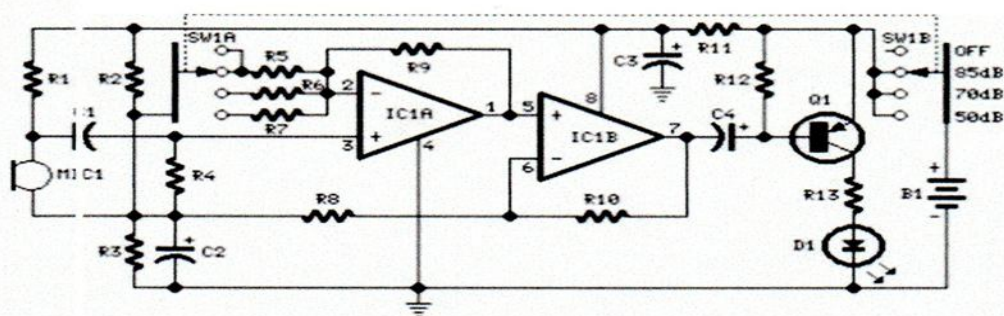 SW1A
R11
SW1B
OFF
R5
R9
C3
R1
R2
85dB
R6
2
R12
70dB
8
Q1
R7
IC1A
1
5
C4
50dB
IC1B
7
3
4
6
MIC1
R4
R13
B1
R8
R10
R3
C2
D1